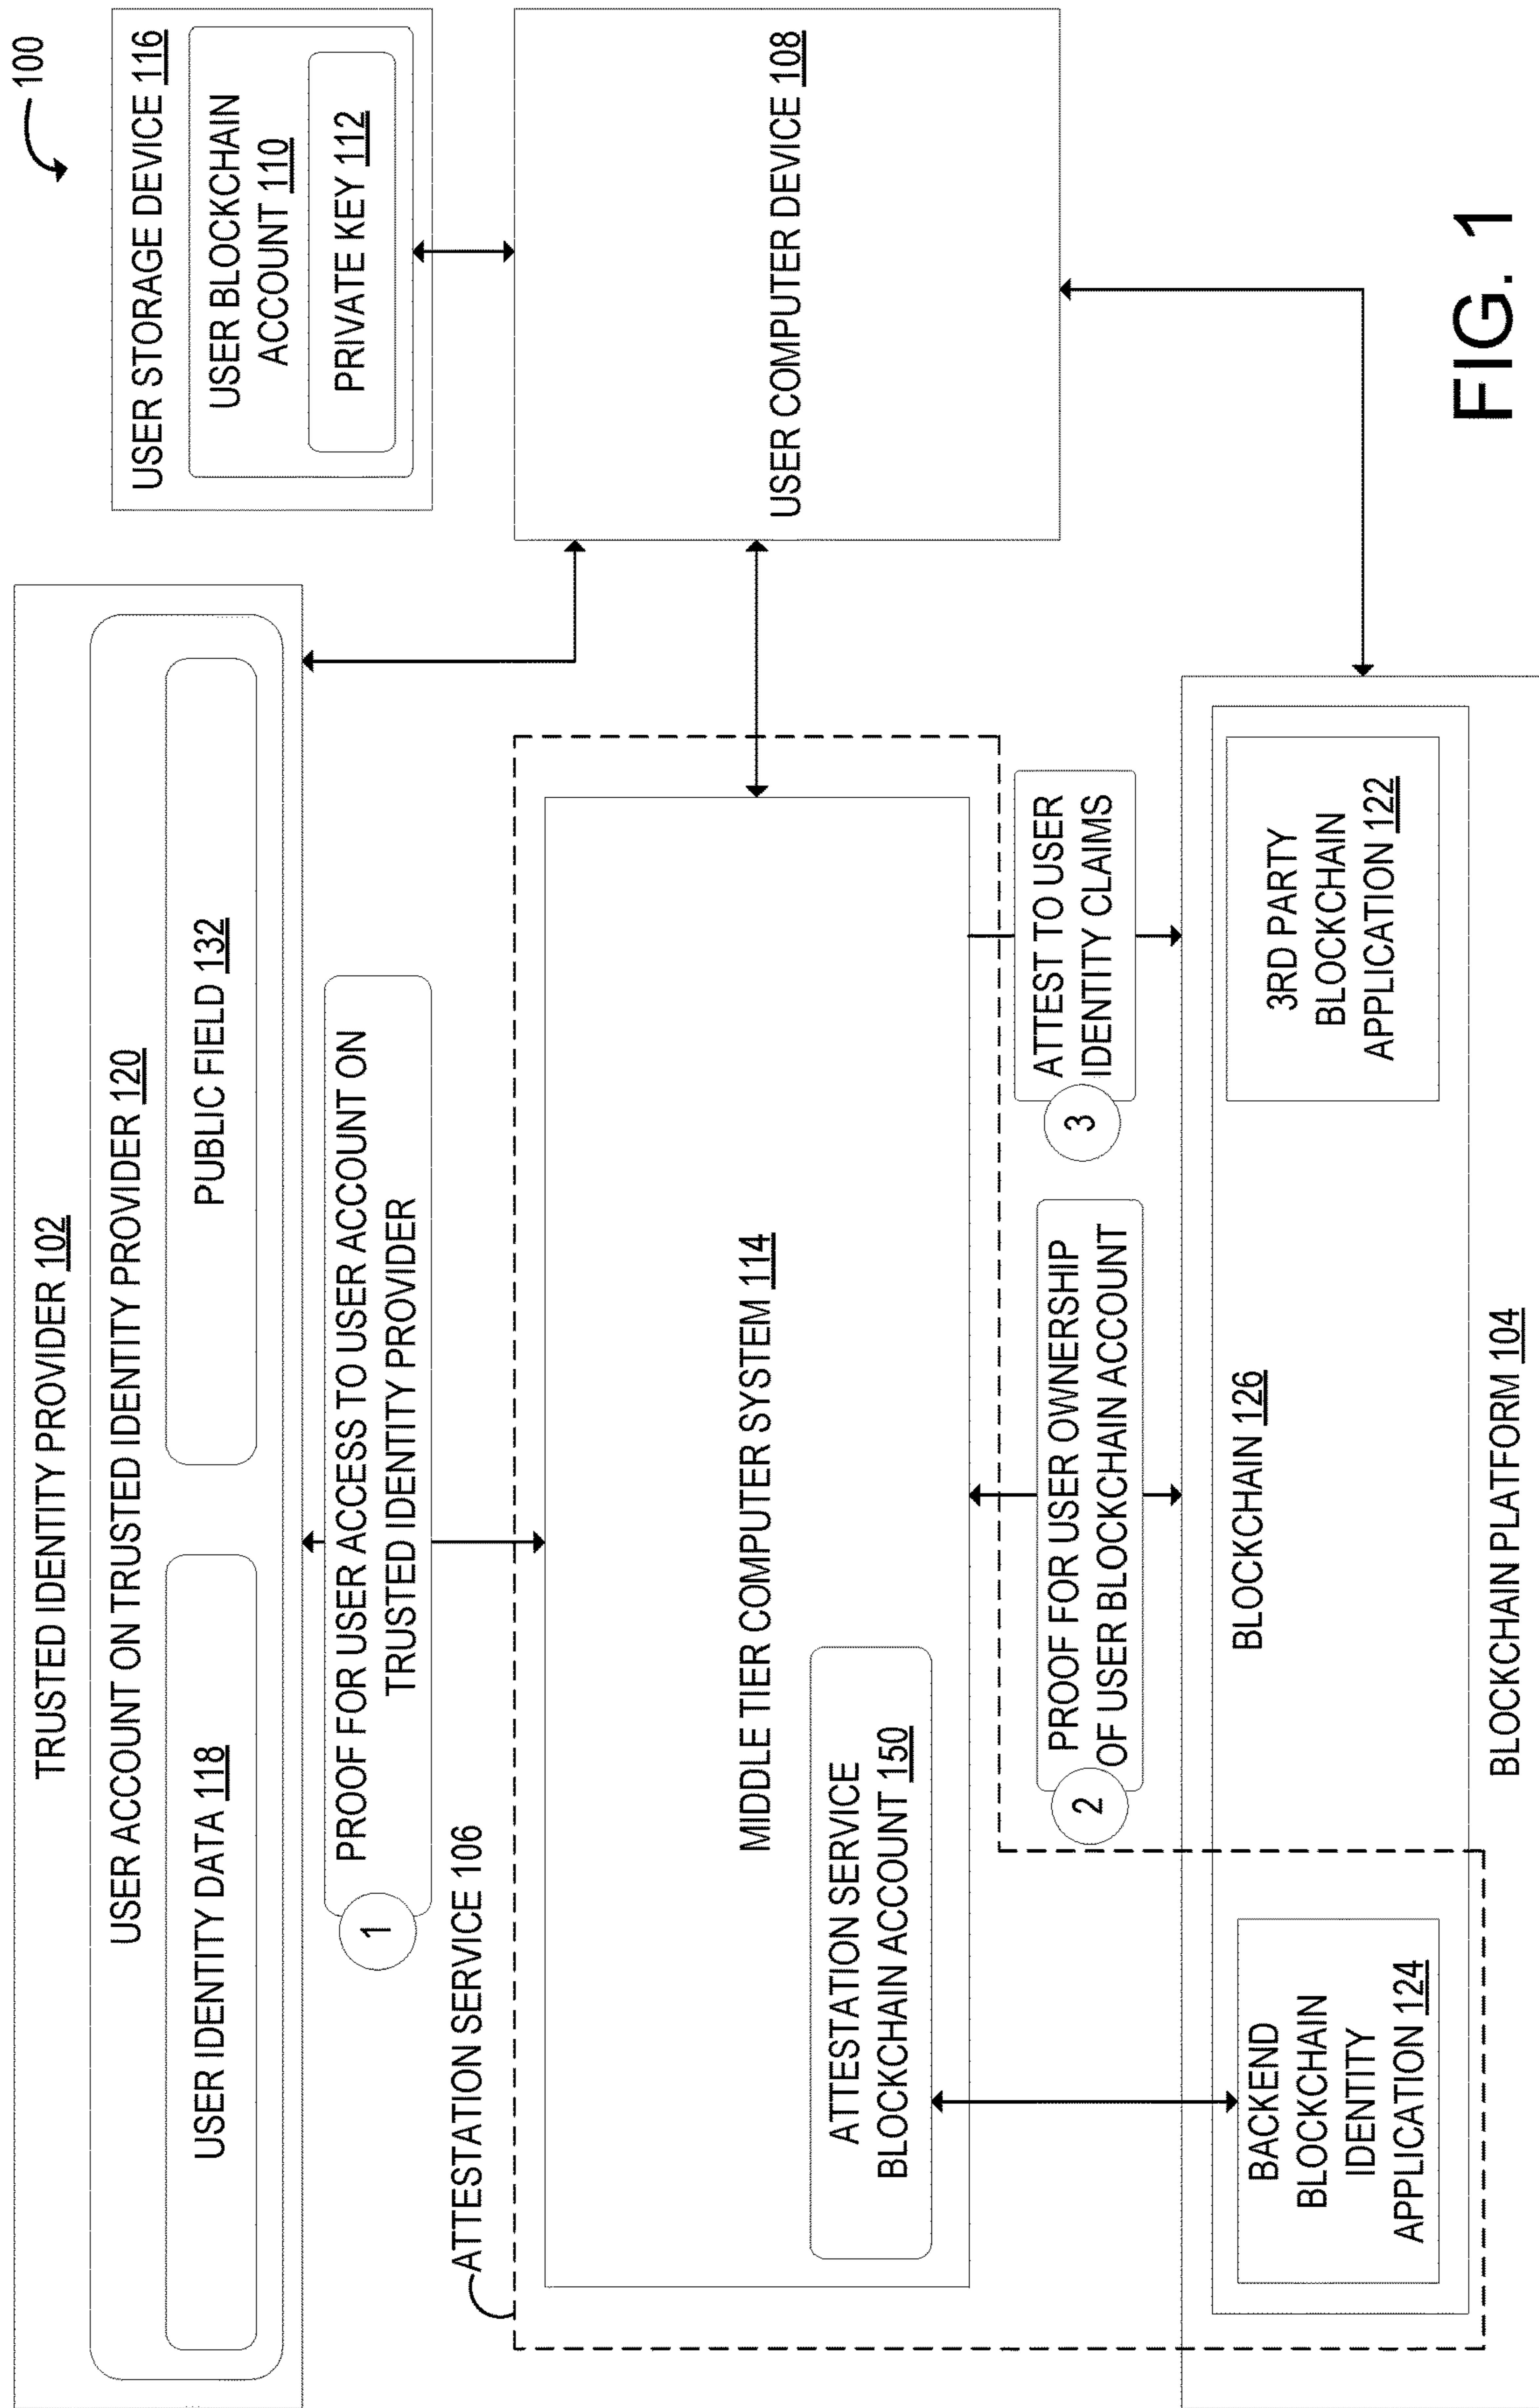 100
TRUSTED IDENTITY PROVIDER 102
USER ACCOUNT ON TRUSTED IDENTITY PROVIDER 120
USER IDENTITY DATA 118
PUBLIC FIELD 132
USER STORAGE DEVICE 116
USER BLOCKCHAIN
ACCOUNT 110
PRIVATE KEY 112
1
PROOF FOR USER ACCESS TO USER ACCOUNT ON
TRUSTED IDENTITY PROVIDER
ATTESTATION SERVICE 106
MIDDLE TIER COMPUTER SYSTEM 114
ATTESTATION SERVICE
BLOCKCHAIN ACCOUNT 150
USER COMPUTER DEVICE 108
2
PROOF FOR USER OWNERSHIP
OF USER BLOCKCHAIN ACCOUNT
3
ATTEST TO USER
IDENTITY CLAIMS
BLOCKCHAIN 126
BACKEND
BLOCKCHAIN
IDENTITY
APPLICATION 124
3RD PARTY
BLOCKCHAIN
APPLICATION 122
BLOCKCHAIN PLATFORM 104
FIG. 1